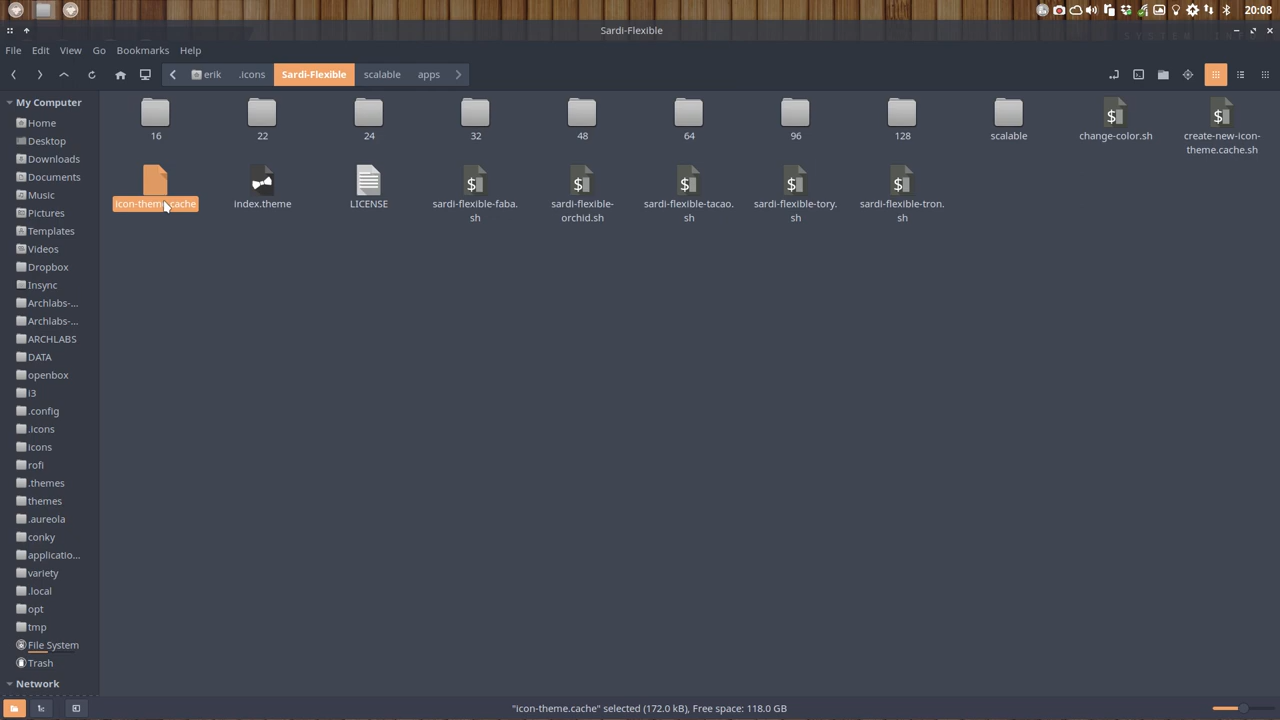 20:08
Sardi-Flexible
File Edit View Go Bookmarks Help
erik .icons Sardi-Flexible scalable apps
My Computer
Home
Desktop
Downloads
Documents
Music
Pictures
Templates
Videos
Dropbox
Insync
Archlabs-...
Archlabs-...
ARCHLABS
DATA
openbox
i3
.config
.icons
icons
rofi
.themes
themes
.aureola
conky
applicatio...
variety
.local
opt
tmp
File System
Trash
Network
16 22 24 32 48 64 96 128 scalable change-color.sh create-new-icon-
theme.cache.sh
icon-theme.cache index.theme LICENSE sardi-flexible-faba. sardi-flexible- sardi-flexible-tacao. sardi-flexible-tory. sardi-flexible-tron.
sh orchid.sh sh sh sh
"icon-theme.cache" selected (172.0 kB), Free space: 118.0 GB